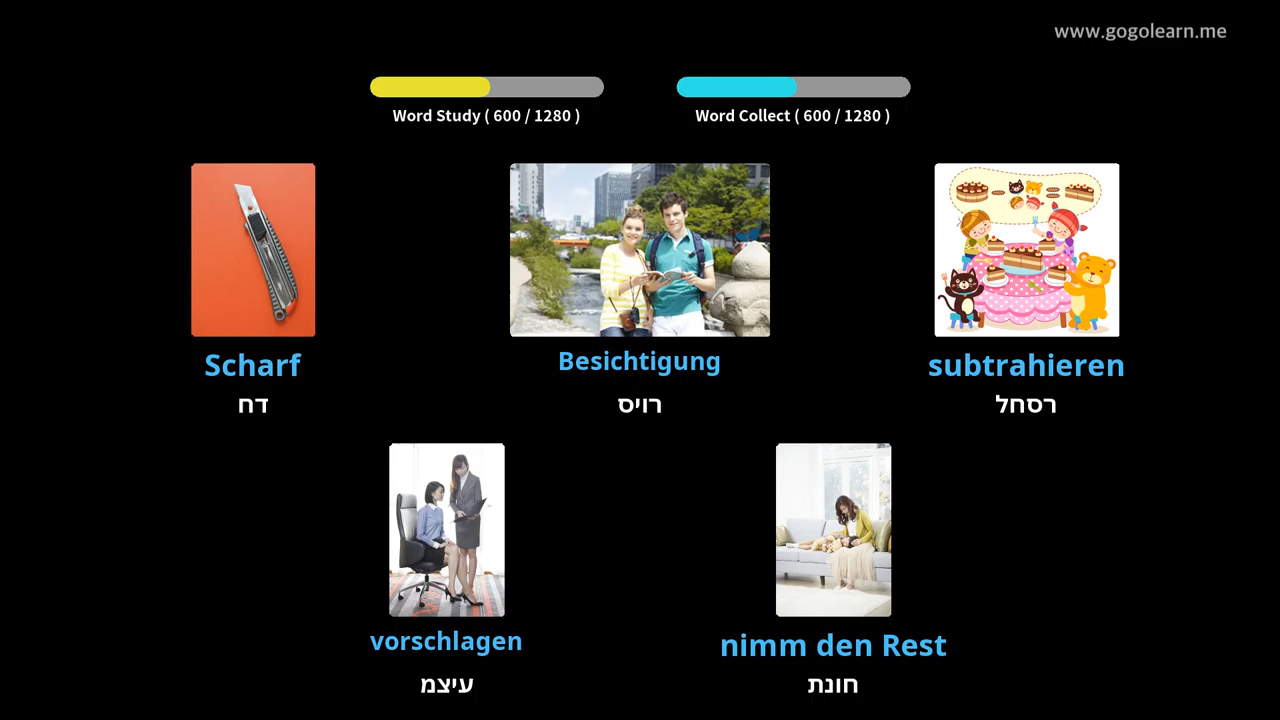 www.gogolearn.me
Word Study ( 600 / 1280 )
Word Collect ( 600 / 1280 )
Scharf
דח
Besichtigung
רויס
subtrahieren
רסחל
vorschlagen
עיצמ
nimm den Rest
חונת